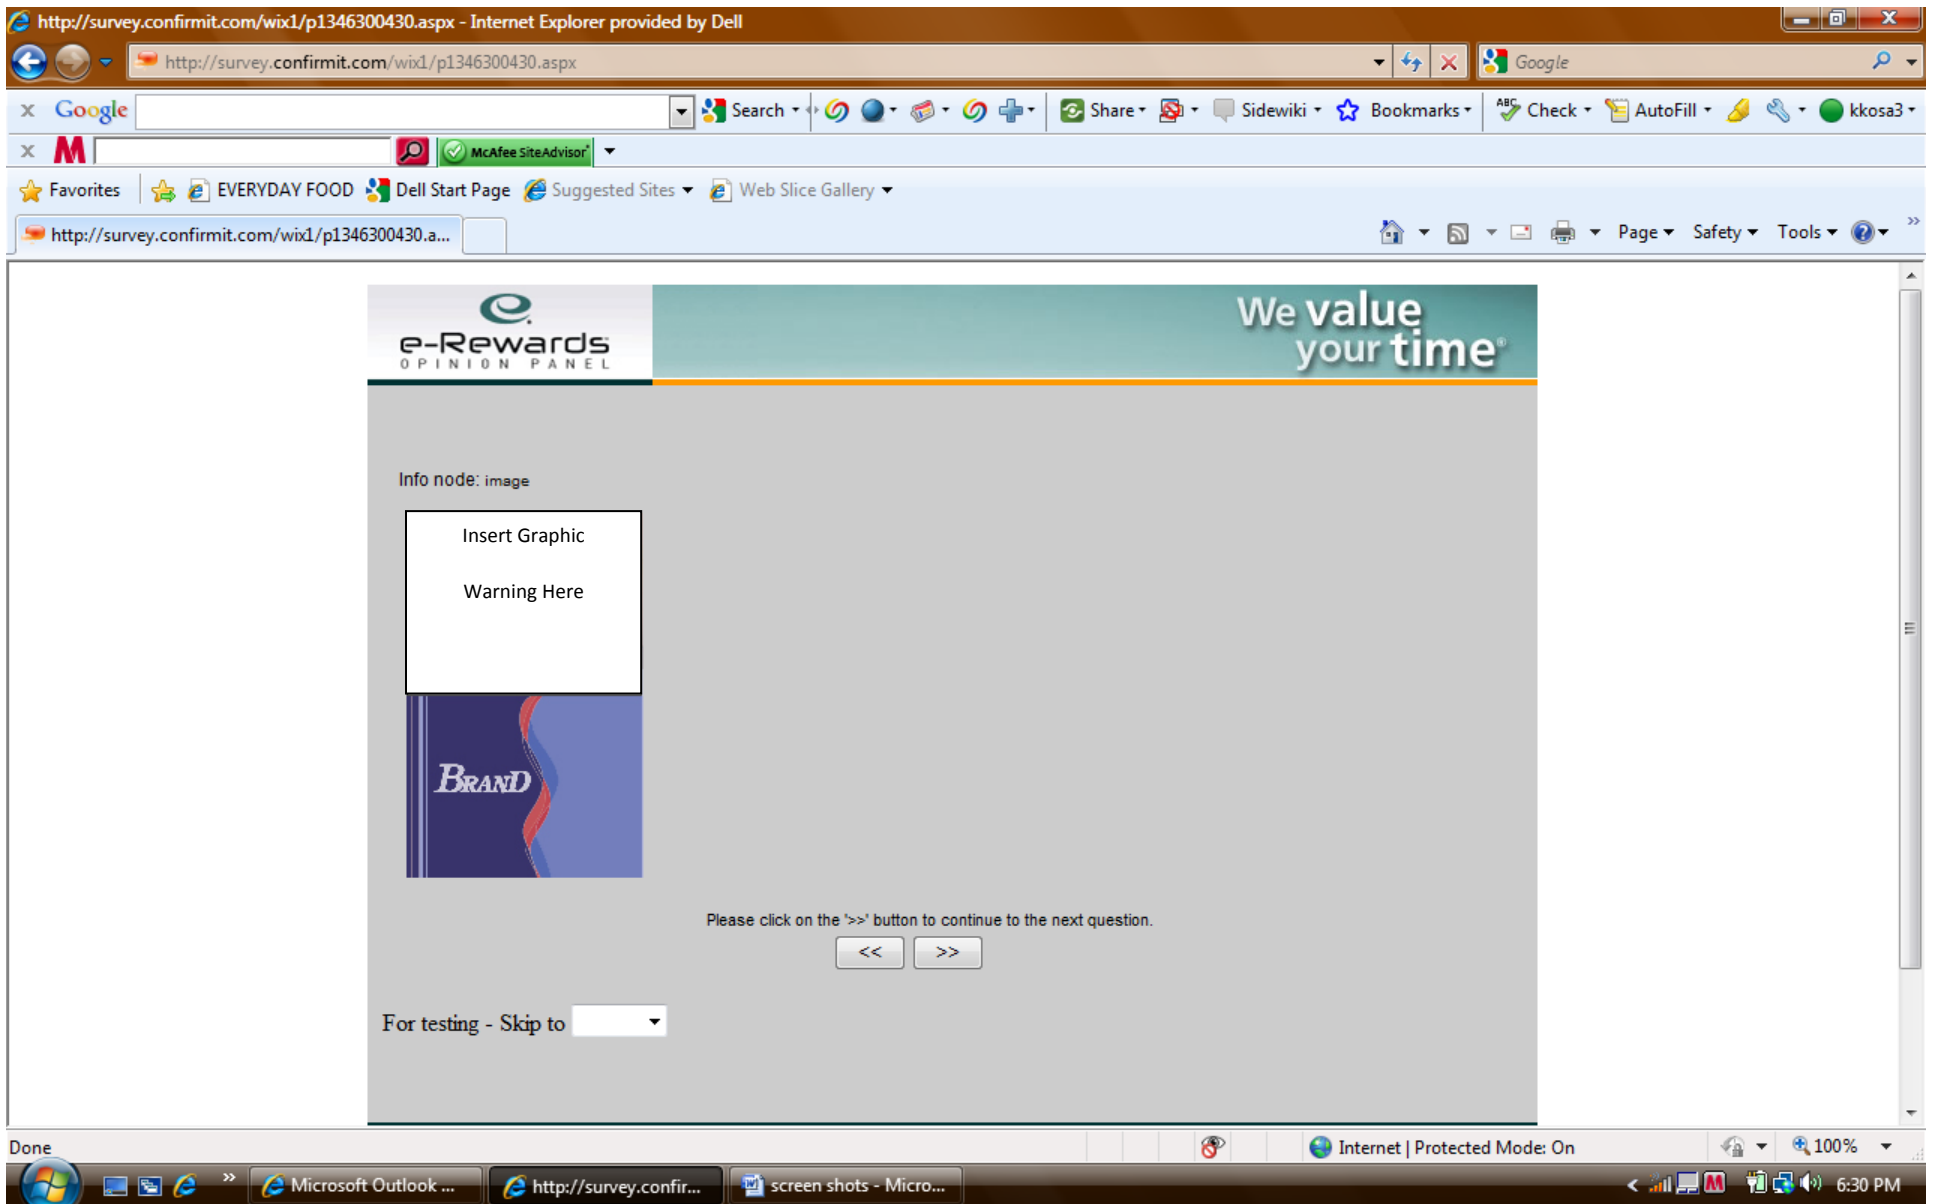 http://survey.confirmit.com/wix1/p1346300430.aspx - Internet Explorer provided by Dell
http://survey.confirmit.com/wix1/p1346300430.aspx
Google
x Google Search Share Sidewiki Bookmarks ABC Check AutoFill kkosa3
x M McAfee SiteAdvisor
Favorites EVERYDAY FOOD Dell Start Page Suggested Sites Web Slice Gallery
http://survey.confirmit.com/wix1/p1346300430.a... Page Safety Tools
e-Rewards
OPINION PANEL
We value
your time®
Info node: image
Insert Graphic
Warning Here
BRAND
Please click on the '>>' button to continue to the next question.
<< >>
For testing - Skip to
Done Internet | Protected Mode: On 100%
Microsoft Outlook ... http://survey.confir... screen shots - Micro... 6:30 PM